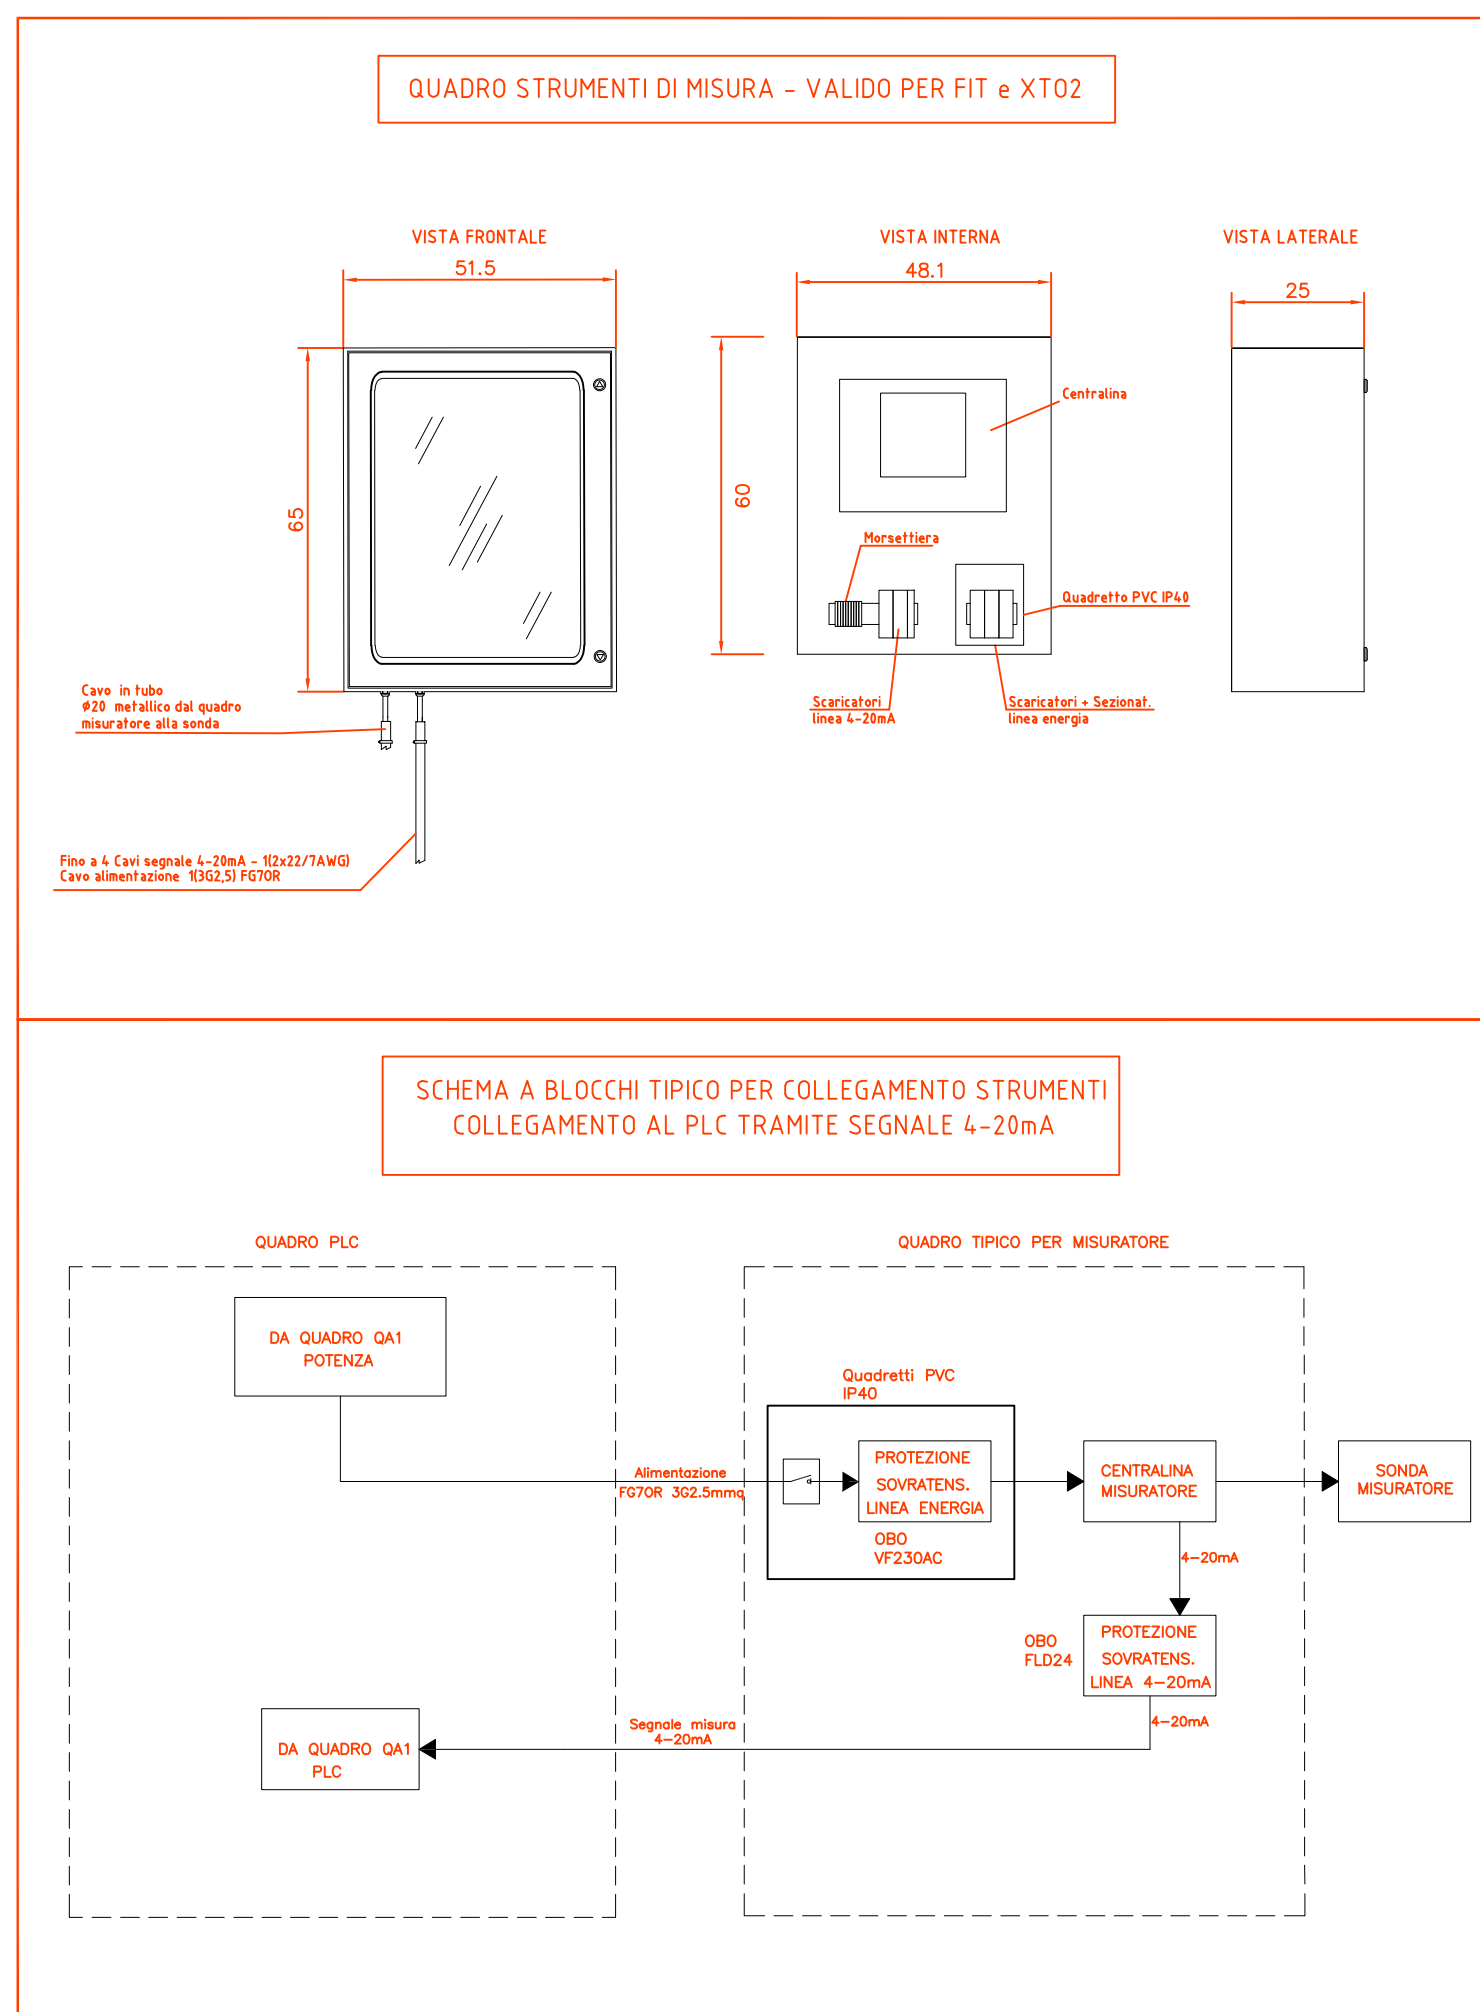 QUADRO STRUMENTI DI MISURA - VALIDO PER FIT e XTO2
VISTA FRONTALE
VISTA INTERNA
VISTA LATERALE
51.5
48.1
25
65
60
Centralina
Morsettiera
Quadretto PVC IP40
Scaricatori
linea 4-20mA
Scaricatori + Sezionat.
linea energia
Cavo in tubo
ø20 metallico dal quadro
misuratore alla sonda
Fino a 4 Cavi segnale 4-20mA - 1(2x22/7AWG)
Cavo alimentazione 1(3G2,5) FG7OR
SCHEMA A BLOCCHI TIPICO PER COLLEGAMENTO STRUMENTI
COLLEGAMENTO AL PLC TRAMITE SEGNALE 4-20mA
QUADRO PLC
QUADRO TIPICO PER MISURATORE
DA QUADRO QA1
POTENZA
Quadretti PVC
IP40
Alimentazione
FG7OR 3G2.5mmq
PROTEZIONE
SOVRATENS.
LINEA ENERGIA
OBO
VF230AC
CENTRALINA
MISURATORE
SONDA
MISURATORE
4-20mA
OBO
FLD24
PROTEZIONE
SOVRATENS.
LINEA 4-20mA
4-20mA
Segnale misura
4-20mA
DA QUADRO QA1
PLC